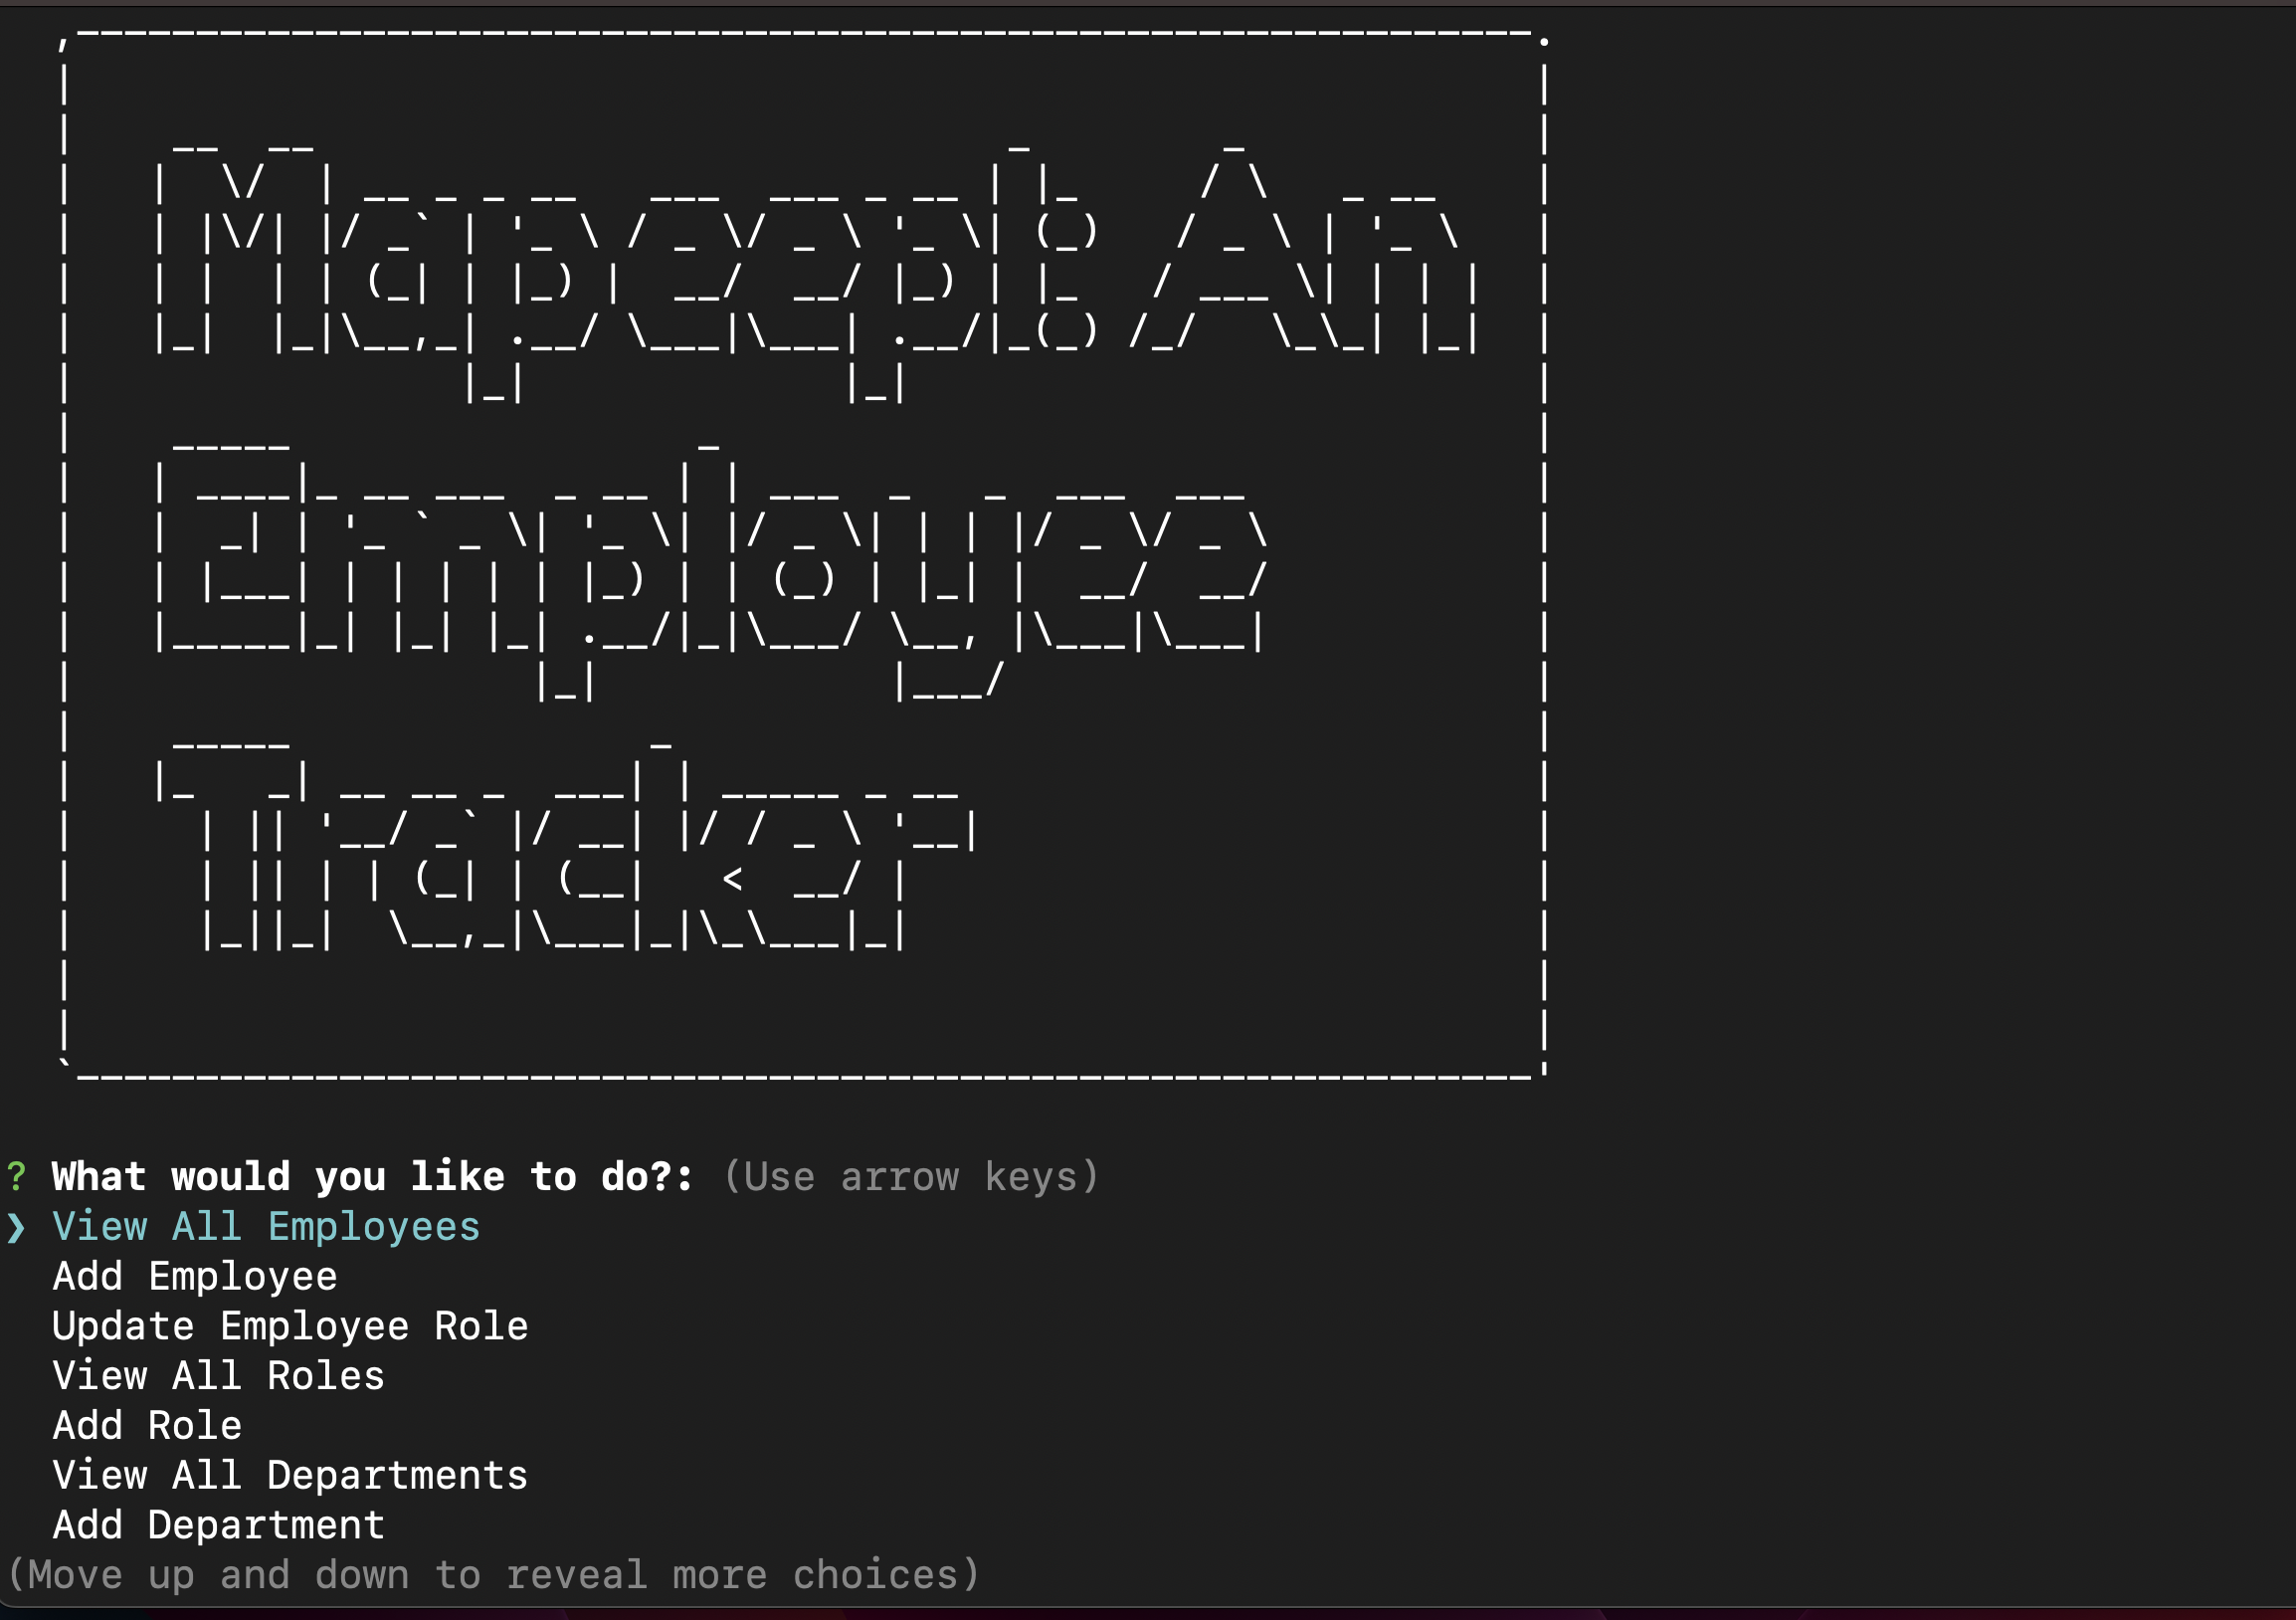 Mapeepl: An
Employee
Tracker
? What would you like to do?: (Use arrow keys)
❯ View All Employees
Add Employee
Update Employee Role
View All Roles
Add Role
View All Departments
Add Department
(Move up and down to reveal more choices)